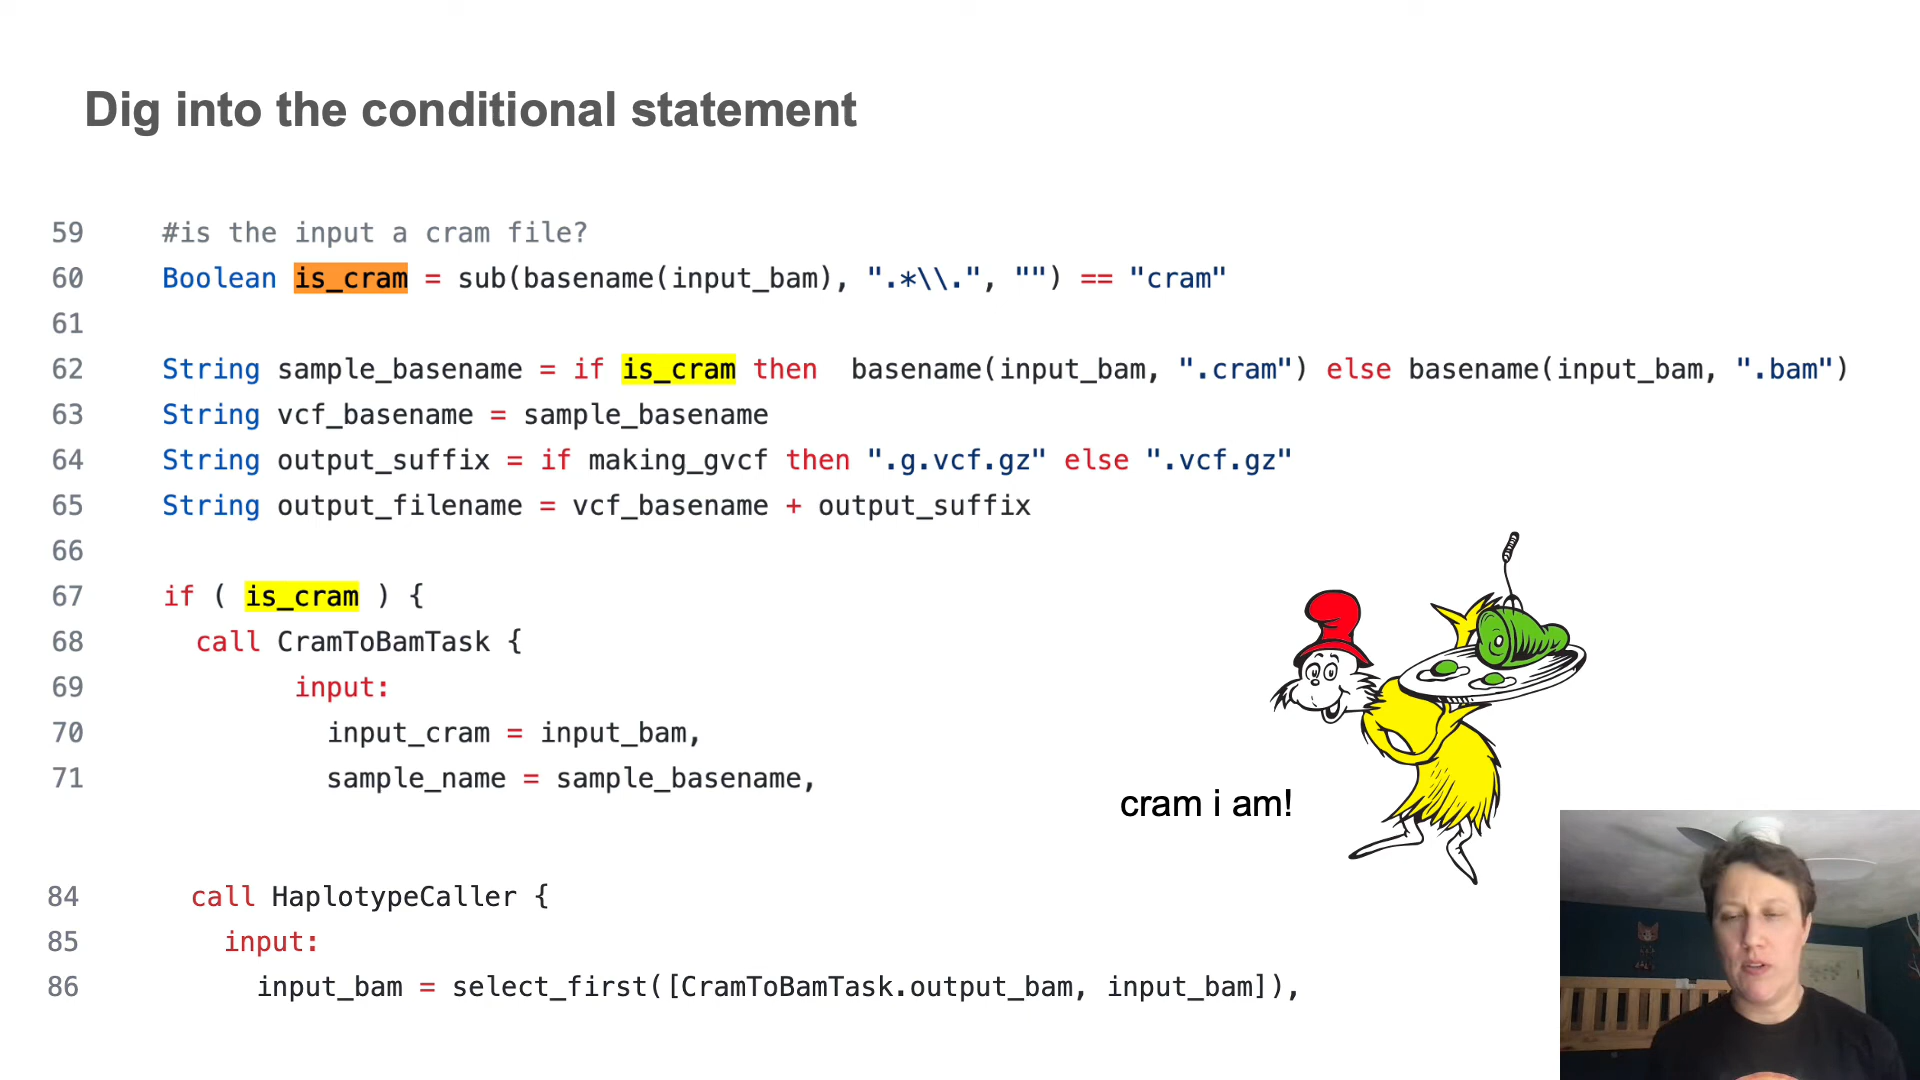 Dig into the conditional statement
59 #is the input a cram file?
60 Boolean is_cram = sub(basename(input_bam), ".*\\.", "") == "cram"
61
62 String sample_basename = if is_cram then  basename(input_bam, ".cram") else basename(input_bam, ".bam")
63 String vcf_basename = sample_basename
64 String output_suffix = if making_gvcf then ".g.vcf.gz" else ".vcf.gz"
65 String output_filename = vcf_basename + output_suffix
66
67 if ( is_cram ) {
68 call CramToBamTask {
69 input:
70 input_cram = input_bam,
71 sample_name = sample_basename,
cram i am!
84 call HaplotypeCaller {
85 input:
86 input_bam = select_first([CramToBamTask.output_bam, input_bam]),